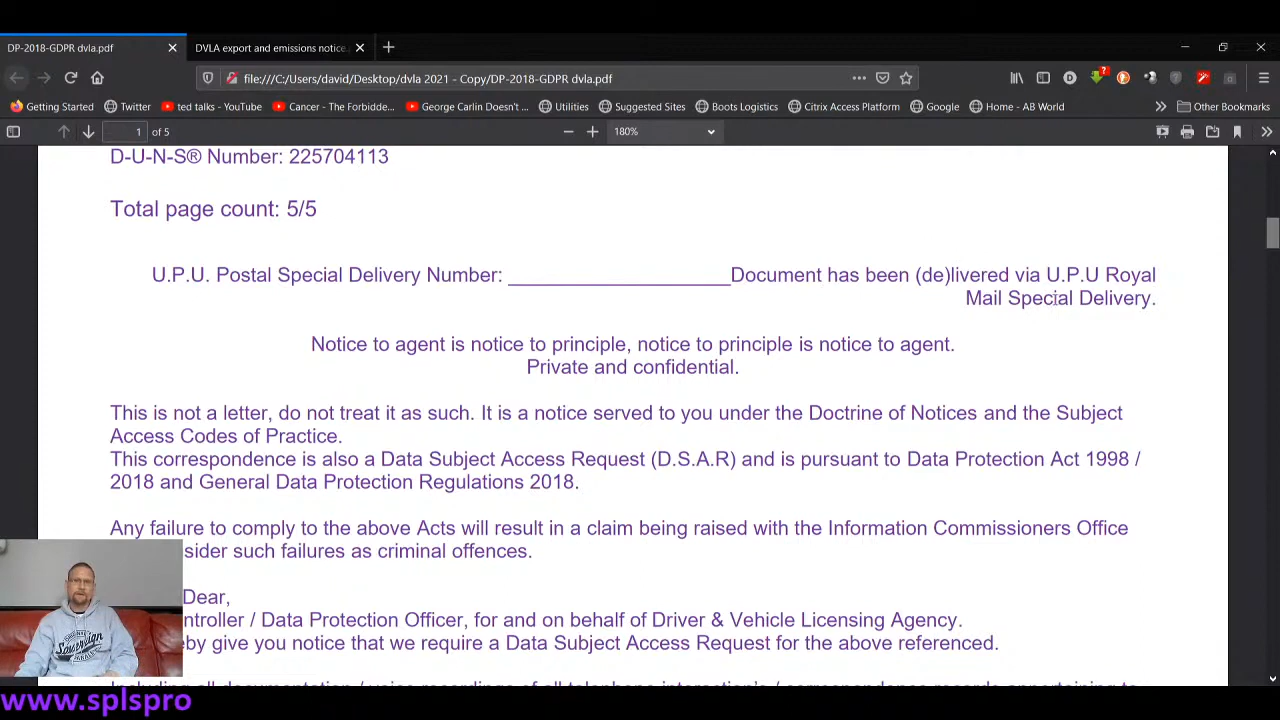 DP-2018-GDPR dvla.pdf
DVLA export and emissions notice.
file:///C:/Users/david/Desktop/dvla 2021 - Copy/DP-2018-GDPR dvla.pdf
Getting Started Twitter ted talks - YouTube Cancer - The Forbidde... George Carlin Doesn't ... Utilities Suggested Sites Boots Logistics Citrix Access Platform Google Home - AB World Other Bookmarks
1 of 5 180%
D-U-N-S® Number: 225704113
Total page count: 5/5
U.P.U. Postal Special Delivery Number: ____________________Document has been (de)livered via U.P.U Royal
Mail Special Delivery.
Notice to agent is notice to principle, notice to principle is notice to agent.
Private and confidential.
This is not a letter, do not treat it as such. It is a notice served to you under the Doctrine of Notices and the Subject
Access Codes of Practice.
This correspondence is also a Data Subject Access Request (D.S.A.R) and is pursuant to Data Protection Act 1998 /
2018 and General Data Protection Regulations 2018.
Any failure to comply to the above Acts will result in a claim being raised with the Information Commissioners Office
sider such failures as criminal offences.
Dear,
ntroller / Data Protection Officer, for and on behalf of Driver & Vehicle Licensing Agency.
eby give you notice that we require a Data Subject Access Request for the above referenced.
www.splspro